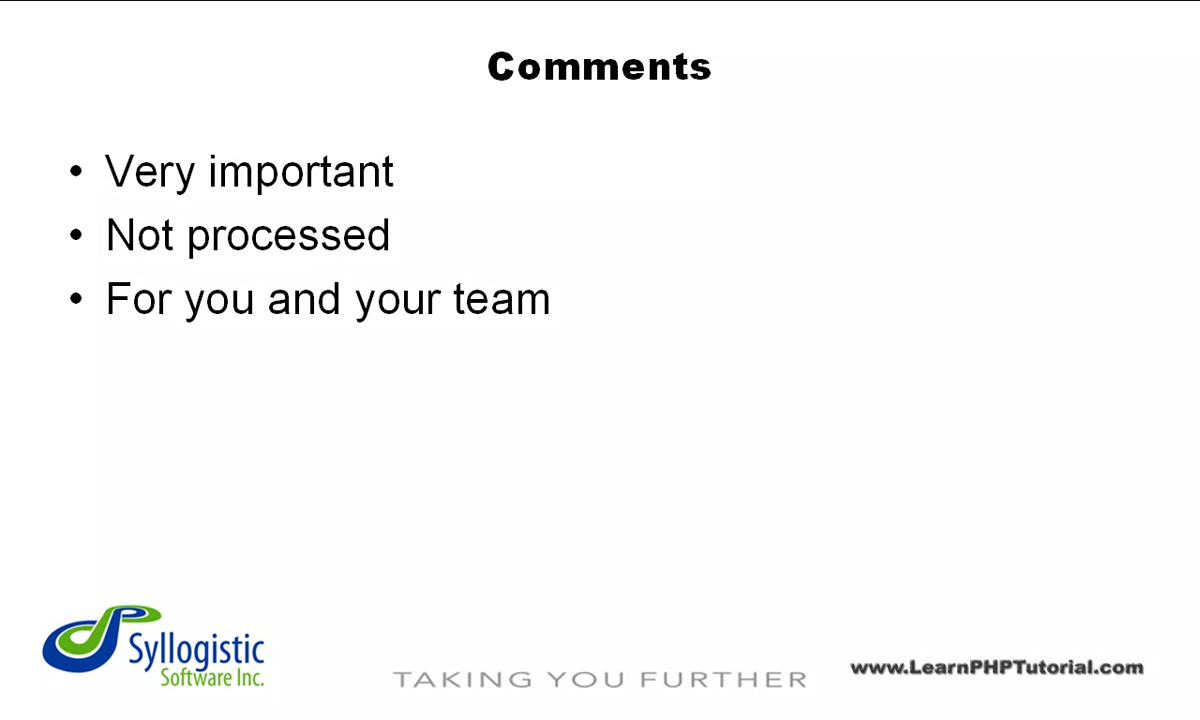 Comments
• Very important
• Not processed
• For you and your team
Syllogistic
Software Inc.
TAKING YOU FURTHER
www.LearnPHPTutorial.com